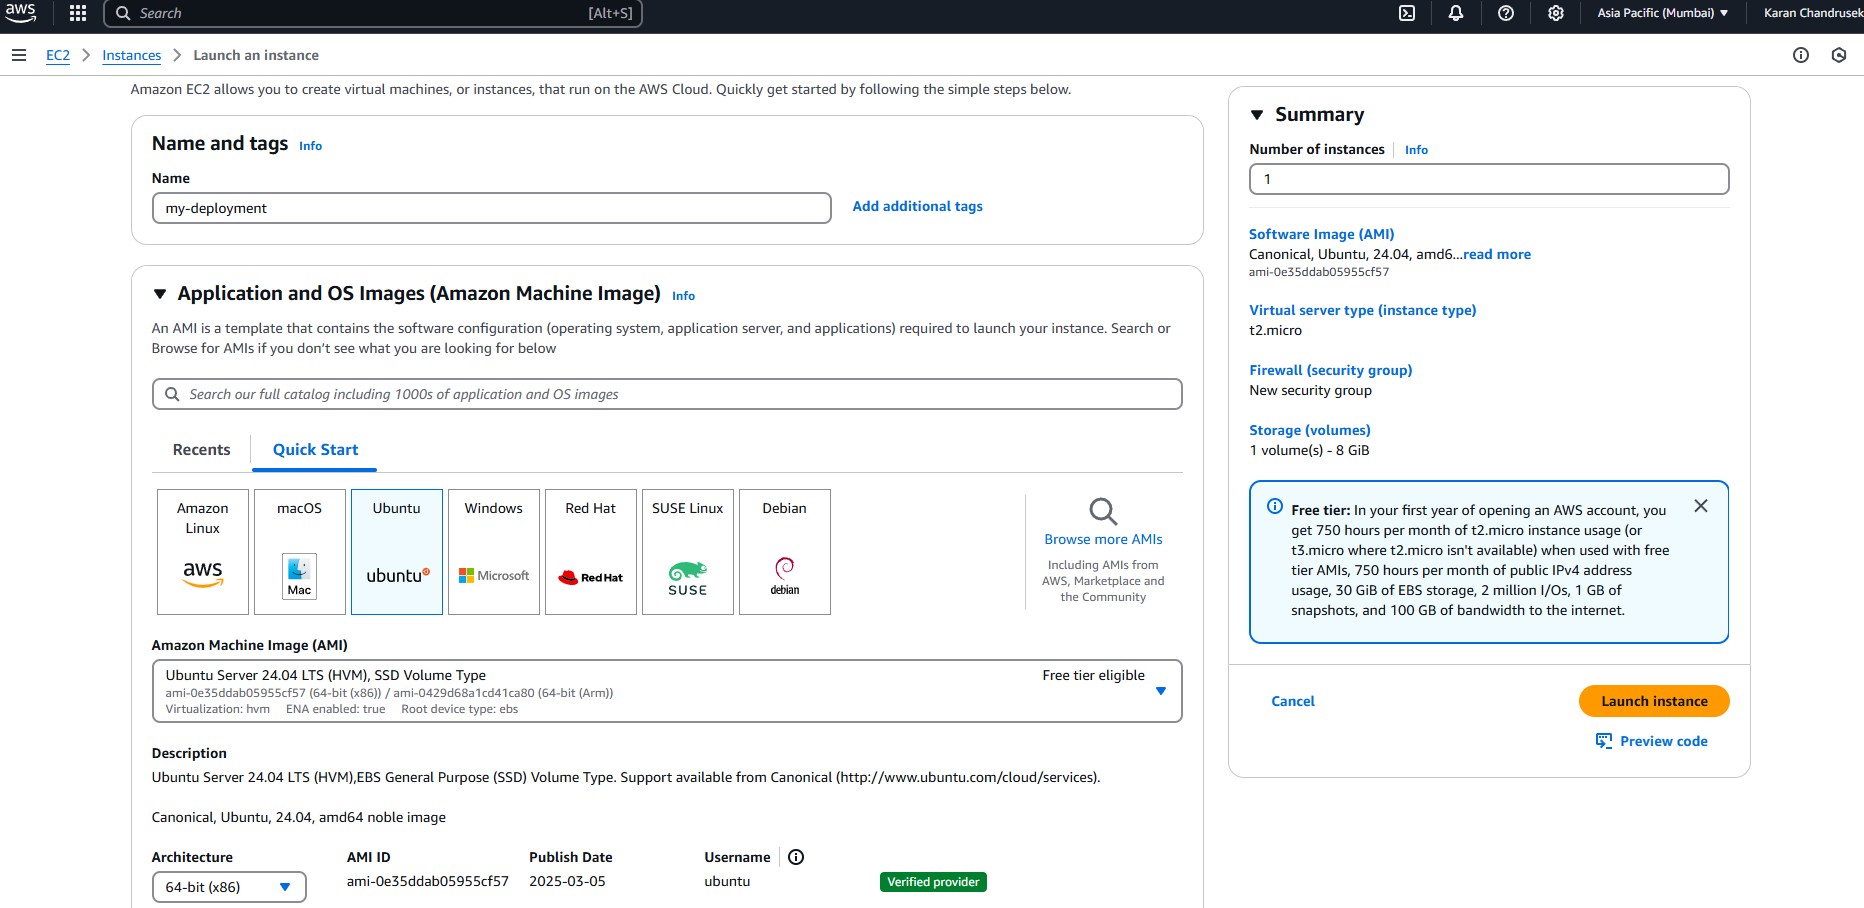 aws
Search
[Alt+S]
Asia Pacific (Mumbai)
Karan Chandrusek
EC2
Instances
Launch an instance
Amazon EC2 allows you to create virtual machines, or instances, that run on the AWS Cloud. Quickly get started by following the simple steps below.
Name and tags Info
Name
my-deployment
Add additional tags
Application and OS Images (Amazon Machine Image) Info
An AMI is a template that contains the software configuration (operating system, application server, and applications) required to launch your instance. Search or
Browse for AMIs if you don’t see what you are looking for below
Search our full catalog including 1000s of application and OS images
Recents
Quick Start
Amazon
Linux
aws
macOS
Mac
Ubuntu
ubuntu
Windows
Microsoft
Red Hat
Red Hat
SUSE Linux
SUSE
Debian
debian
Browse more AMIs
Including AMIs from
AWS, Marketplace and
the Community
Amazon Machine Image (AMI)
Ubuntu Server 24.04 LTS (HVM), SSD Volume Type
Free tier eligible
ami-0e35ddab05955cf57 (64-bit (x86)) / ami-0429d68a1cd41ca80 (64-bit (Arm))
Virtualization: hvm ENA enabled: true Root device type: ebs
Description
Ubuntu Server 24.04 LTS (HVM),EBS General Purpose (SSD) Volume Type. Support available from Canonical (http://www.ubuntu.com/cloud/services).
Canonical, Ubuntu, 24.04, amd64 noble image
Architecture
64-bit (x86)
AMI ID
ami-0e35ddab05955cf57
Publish Date
2025-03-05
Username
ubuntu
Verified provider
Summary
Number of instances Info
1
Software Image (AMI)
Canonical, Ubuntu, 24.04, amd6...read more
ami-0e35ddab05955cf57
Virtual server type (instance type)
t2.micro
Firewall (security group)
New security group
Storage (volumes)
1 volume(s) - 8 GiB
Free tier: In your first year of opening an AWS account, you
get 750 hours per month of t2.micro instance usage (or
t3.micro where t2.micro isn't available) when used with free
tier AMIs, 750 hours per month of public IPv4 address
usage, 30 GiB of EBS storage, 2 million I/Os, 1 GB of
snapshots, and 100 GB of bandwidth to the internet.
Cancel
Launch instance
Preview code